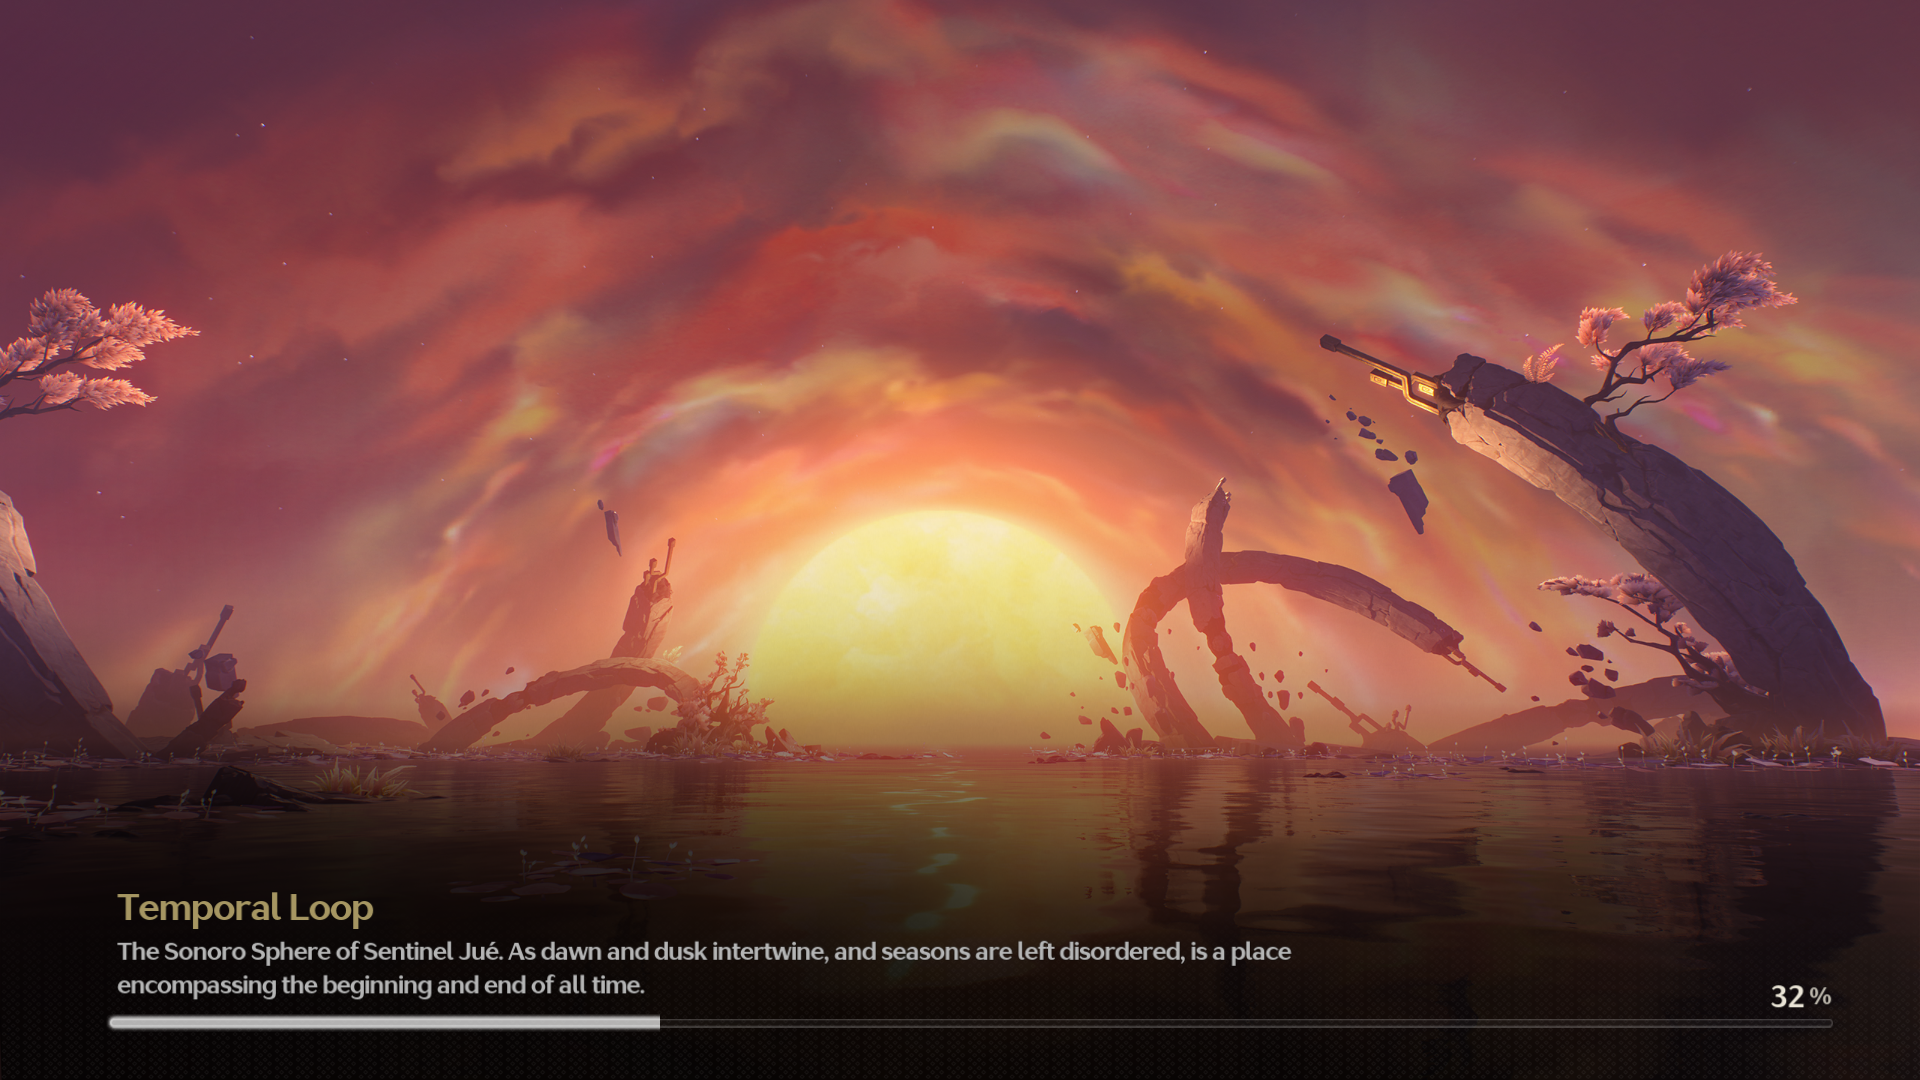 Temporal Loop
The Sonoro Sphere of Sentinel Jué. As dawn and dusk intertwine, and seasons are left disordered, is a place
encompassing the beginning and end of all time.
32 %